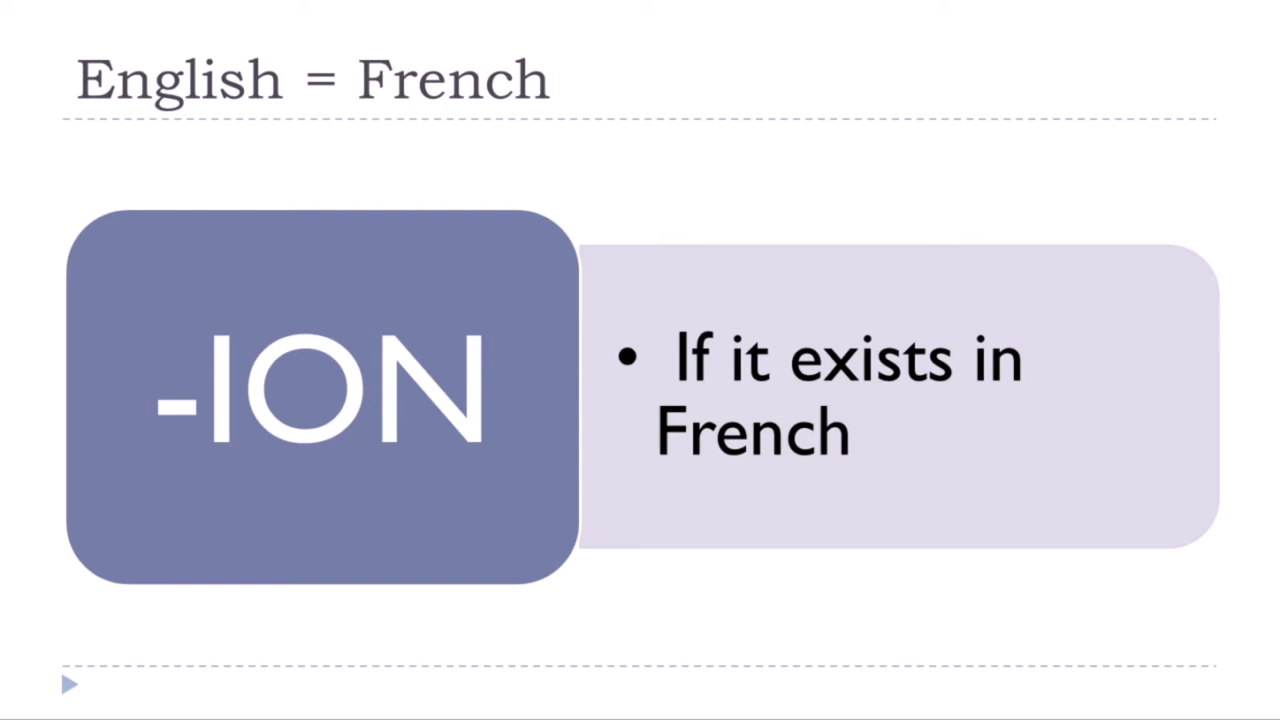 English = French
-ION
• If it exists in
French